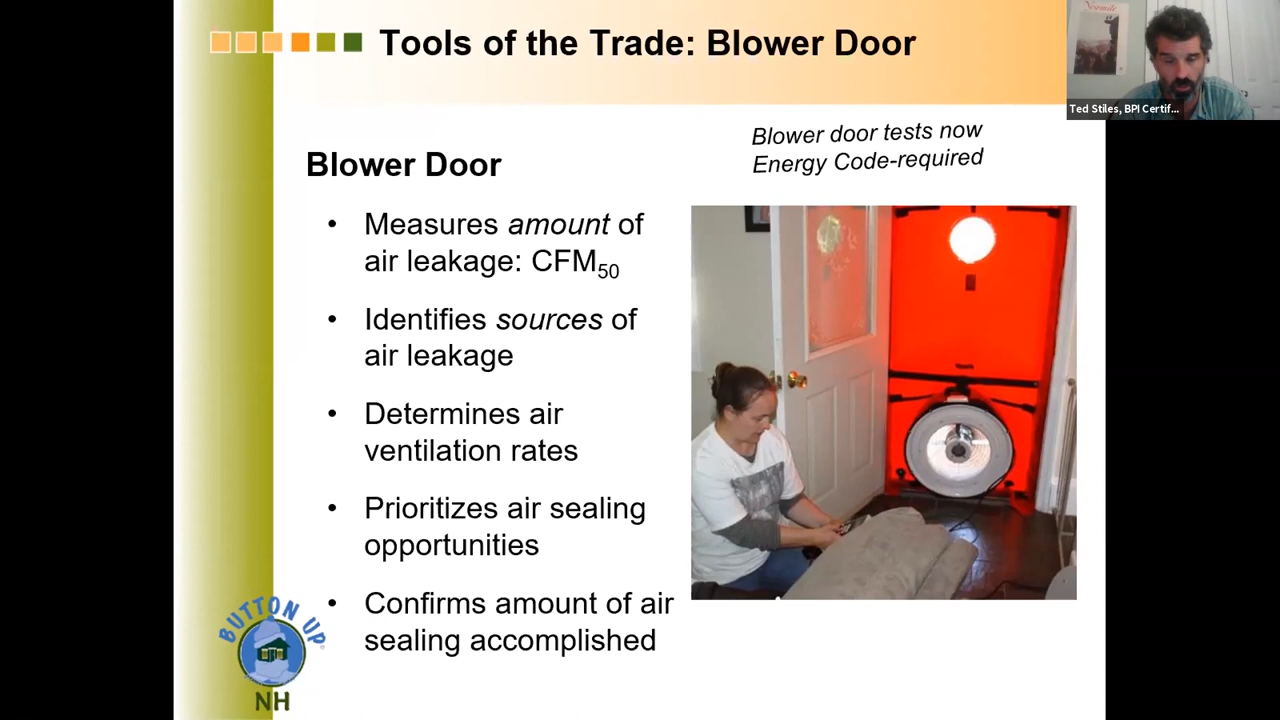 Tools of the Trade: Blower Door
Yosemite
Ted Stiles, BPI Certif...
Blower door tests now
Energy Code-required
Blower Door
• Measures amount of
air leakage: CFM50
• Identifies sources of
air leakage
• Determines air
ventilation rates
• Prioritizes air sealing
opportunities
• Confirms amount of air
sealing accomplished
BUTTON UP
NH